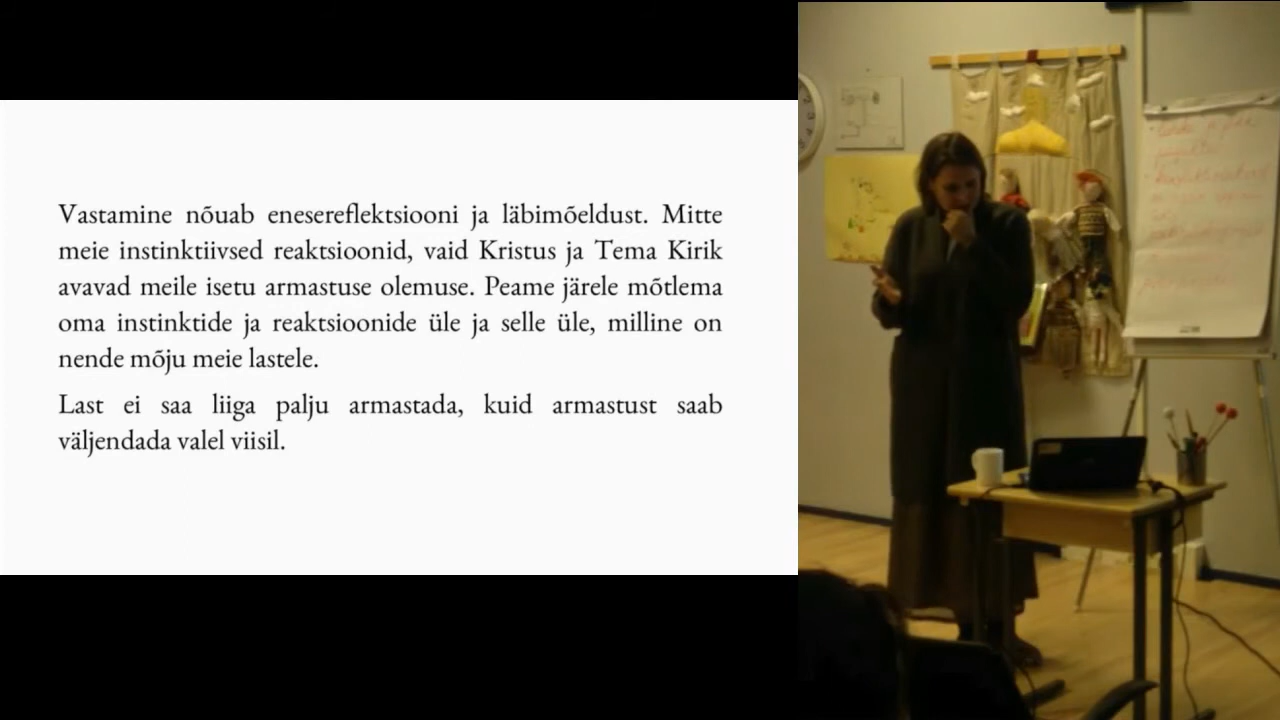 Vastamine nõuab enesereflektsiooni ja läbimõeldust. Mitte
meie instinktiivsed reaktsioonid, vaid Kristus ja Tema Kirik
avavad meile isetu armastuse olemuse. Peame järele mõtlema
oma instinktide ja reaktsioonide üle ja selle üle, milline on
nende mõju meie lastele.
Last ei saa liiga palju armastada, kuid armastust saab
väljendada valel viisil.